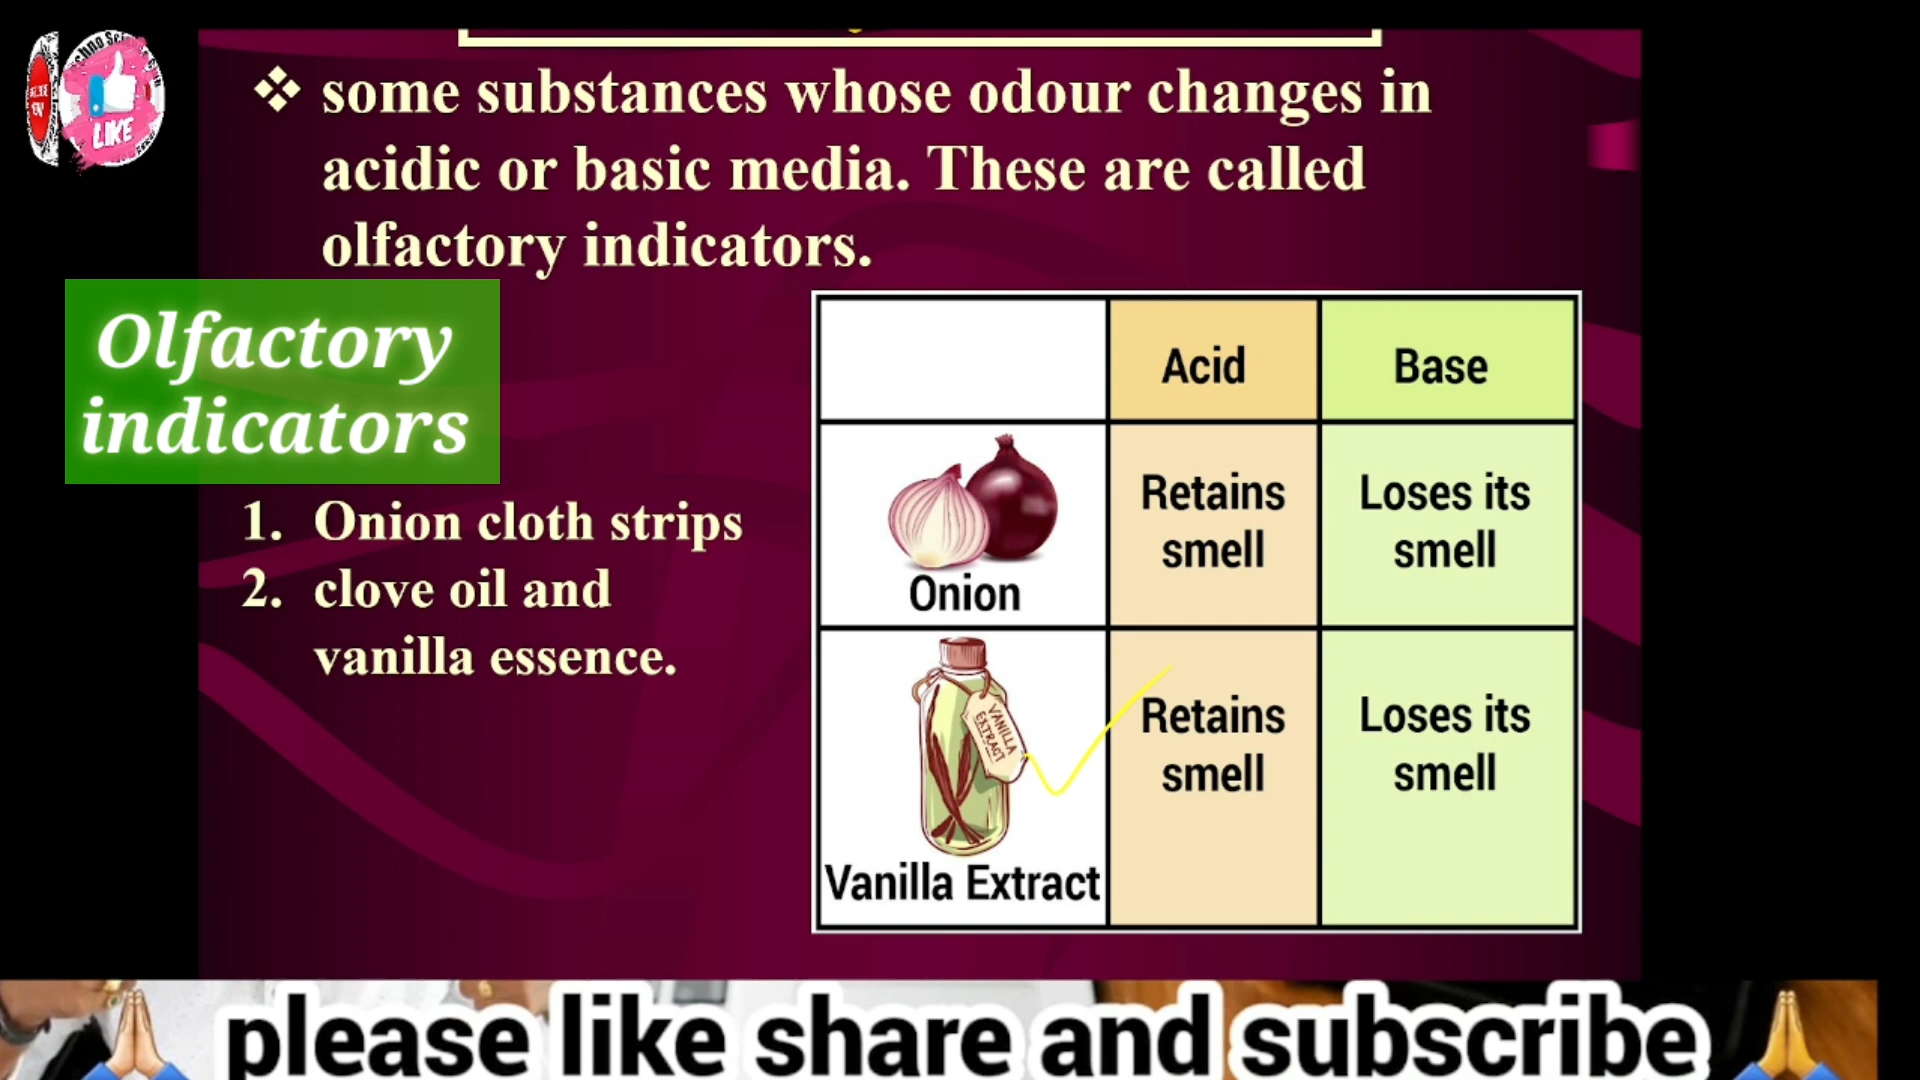 LIKE
some substances whose odour changes in
acidic or basic media. These are called
olfactory indicators.
Olfactory
indicators
1. Onion cloth strips
2. clove oil and
vanilla essence.
Acid
Base
Retains
smell
Loses its
smell
Onion
VANILLA
EXTRACT
Retains
smell
Loses its
smell
Vanilla Extract
please like share and subscribe